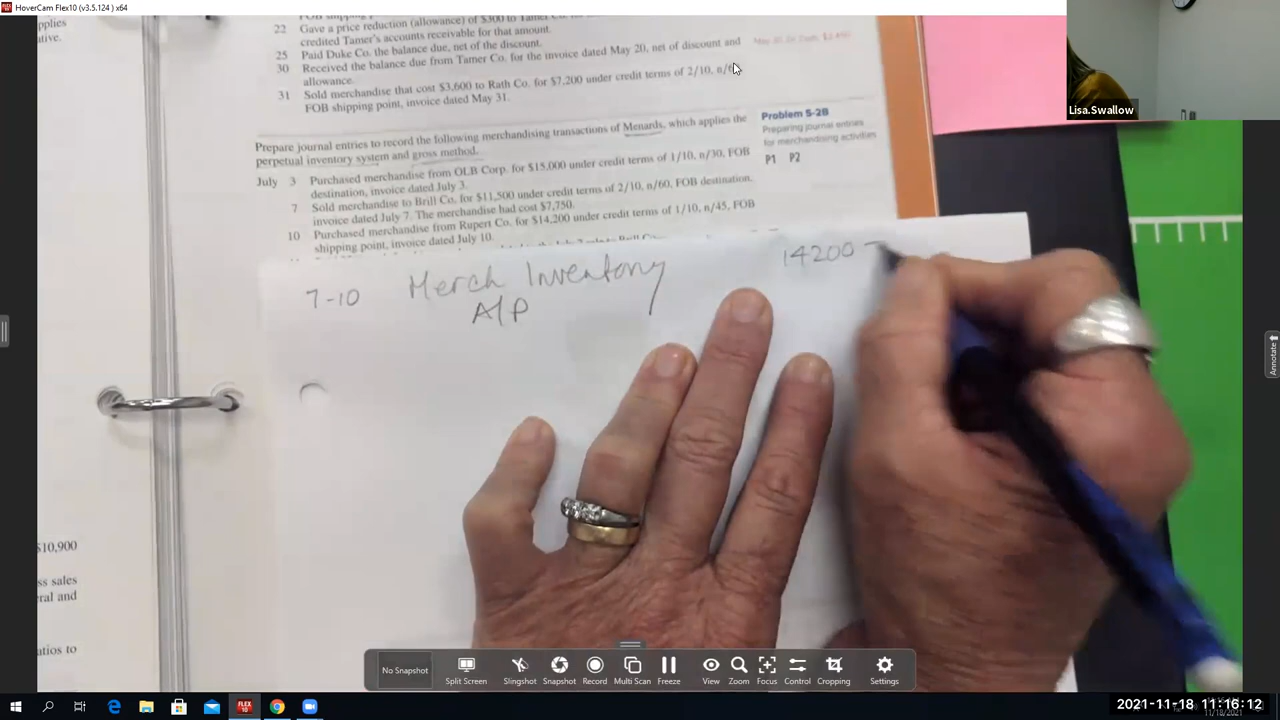 HoverCam Flex10 (v3.5.124) x64
22 Gave a price reduction (allowance) of $300 to Tamer
credited Tamer's accounts receivable for that amount.
25 Paid Duke Co. the balance due, net of the discount.
30 Received the balance due from Tamer Co. for the invoice dated May 20, net of discount and
allowance.
31 Sold merchandise that cost $3,600 to Rath Co. for $7,200 under credit terms of 2/10,
FOB shipping point, invoice dated May 31.
Prepare journal entries to record the following merchandising transactions of Menards, which applies the
perpetual inventory system and gross method.
July 3 Purchased merchandise from OLB Corp. for $15,000 under credit terms of 1/10, n/30, FOB
destination, invoice dated July 3.
7 Sold merchandise to Brill Co. for $11,500 under credit terms of 2/10, n/60, FOB destination,
invoice dated July 7. The merchandise had cost $7,750.
10 Purchased merchandise from Rupert Corp. for $14,200 under credit terms of 1/10, n/45, FOB
shipping point, invoice dated July 10.
Problem 5-2B
Preparing journal entries
for merchandising activities
P1 P2
7-10 Merch Inventory 14200
A/P
$10,900
sales
and
to
Lisa.Swallow
Annotate
No Snapshot
Split Screen
Slingshot
Snapshot
Record
Multi Scan
Freeze
View
Zoom
Focus
Control
Cropping
Settings
2021-11-18 11:16:12